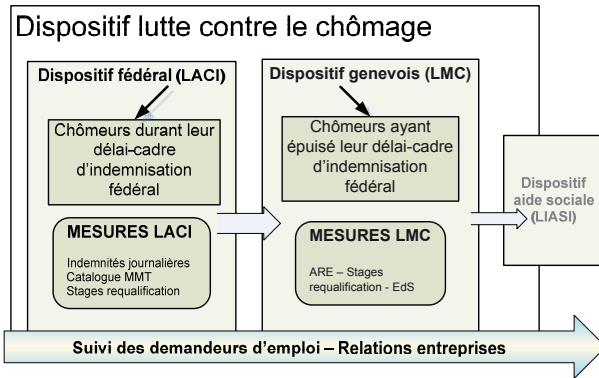 Dispositif lutte contre le chômage
Dispositif fédéral (LACI)
Chômeurs durant leur
délai-cadre
d'indemnisation
fédéral
MESURES LACI
Indemnités journalières
Catalogue MMT
Stages requalification
Dispositif genevois (LMC)
Chômeurs ayant
épuisé leur délai-cadre
d'indemnisation
fédéral
MESURES LMC
ARE – Stages
requalification - EdS
Dispositif
aide sociale
(LIASI)
Suivi des demandeurs d'emploi – Relations entreprises